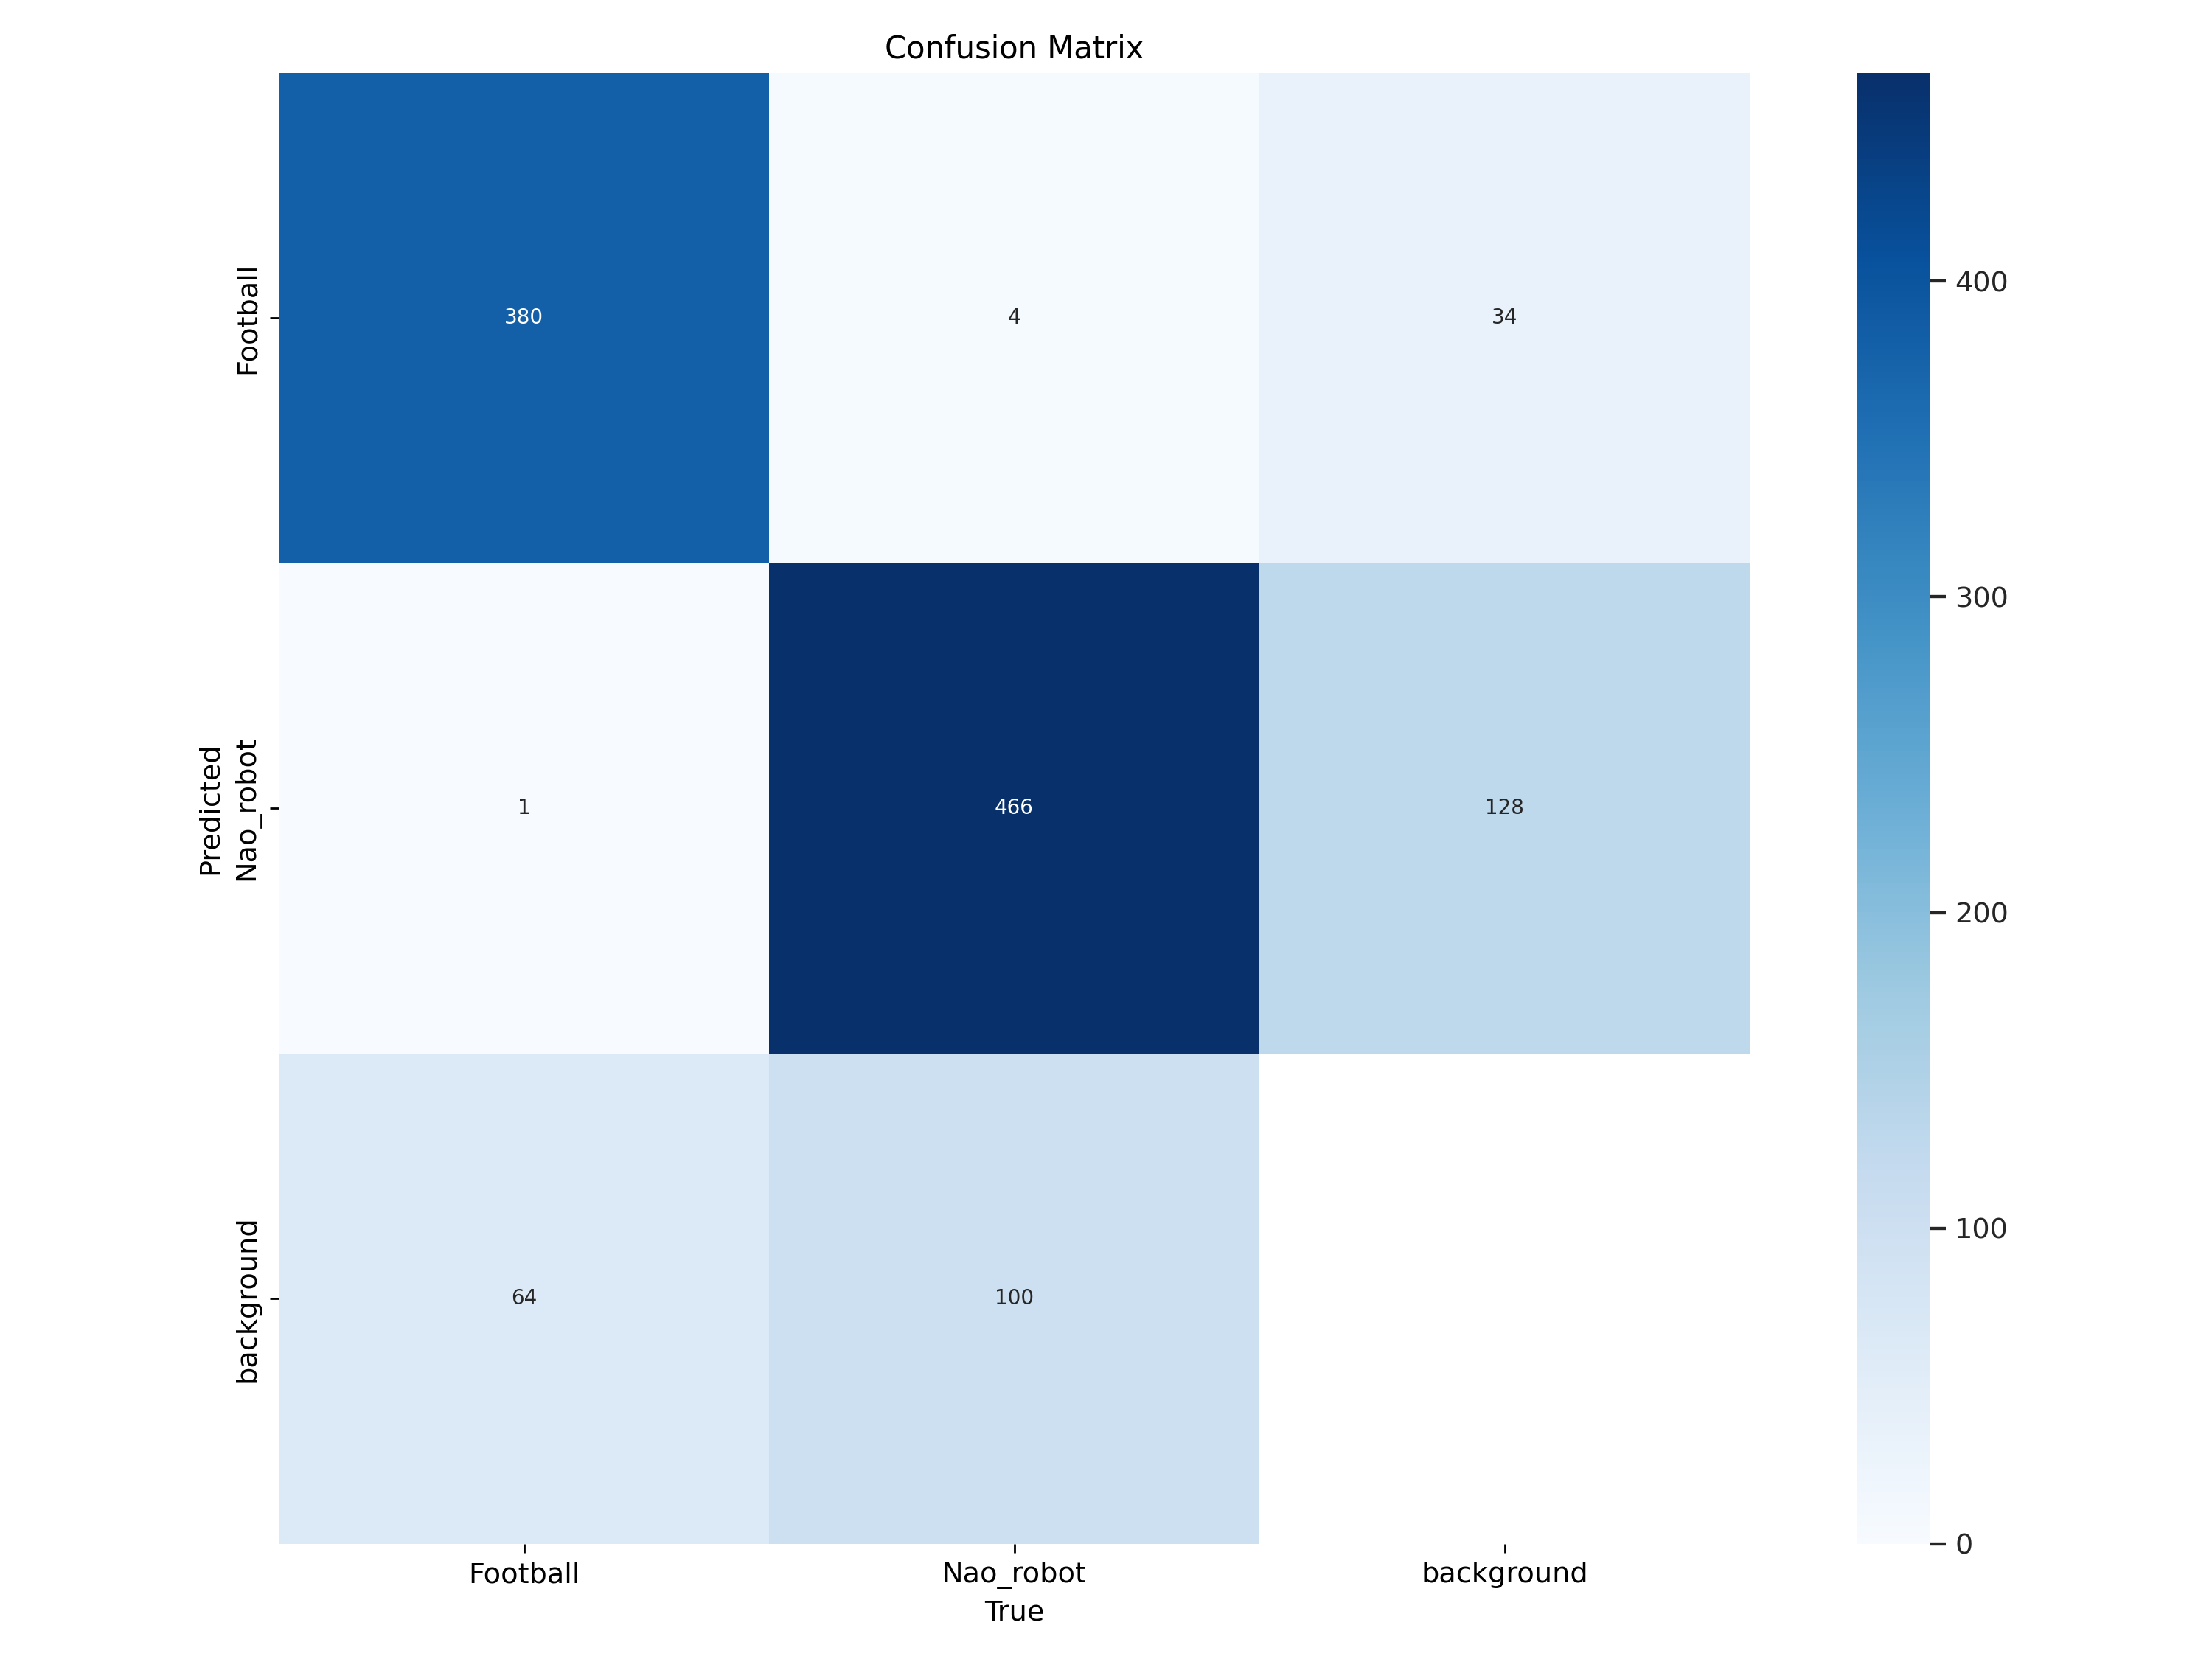 Confusion Matrix
Football
380
4
34
400
300
Predicted
Nao_robot
1
466
128
200
100
background
64
100
0
Football
Nao_robot
background
True